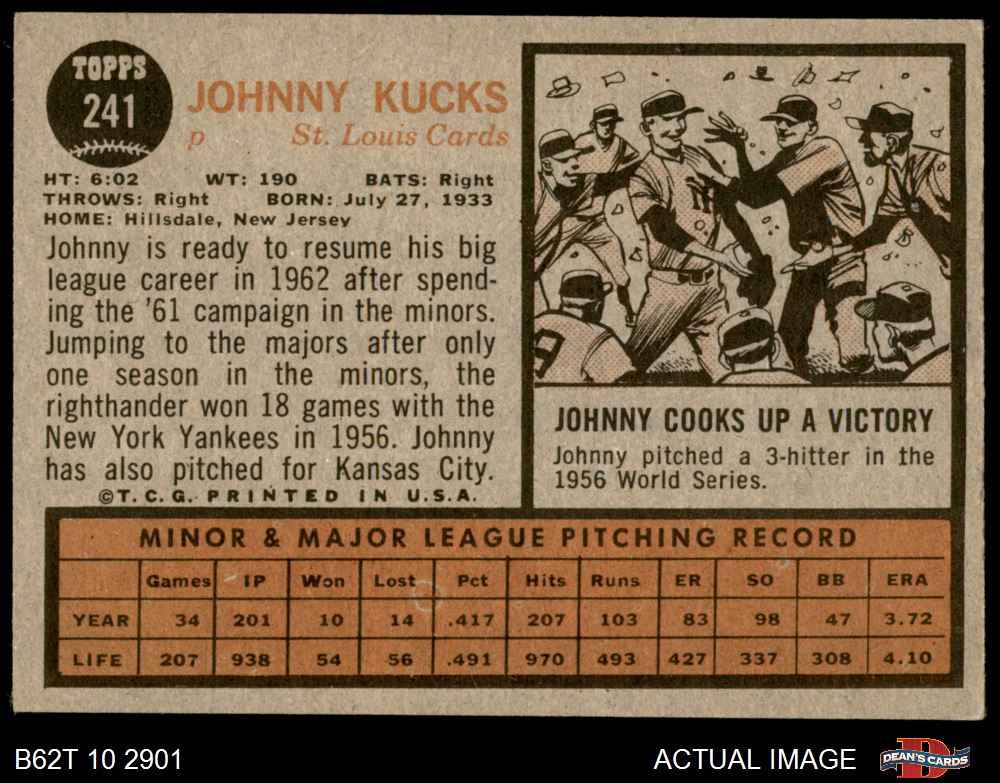 TOPPS
241
JOHNNY KUCKS
p St. Louis Cards
HT: 6:02 WT: 190 BATS: Right
THROWS: Right BORN: July 27, 1933
HOME: Hillsdale, New Jersey
Johnny is ready to resume his big
league career in 1962 after spend-
ing the '61 campaign in the minors.
Jumping to the majors after only
one season in the minors, the
righthander won 18 games with the
New York Yankees in 1956. Johnny
has also pitched for Kansas City.
©T.C.G. PRINTED IN U.S.A.
NY
JOHNNY COOKS UP A VICTORY
Johnny pitched a 3-hitter in the
1956 World Series.
MINOR & MAJOR LEAGUE PITCHING RECORD
Games IP Won Lost Pct Hits Runs ER SO BB ERA
YEAR 34 201 10 14 .417 207 103 83 98 47 3.72
LIFE 207 938 54 56 .491 970 493 427 337 308 4.10
B62T 10 2901
ACTUAL IMAGE
DEAN'S CARDS